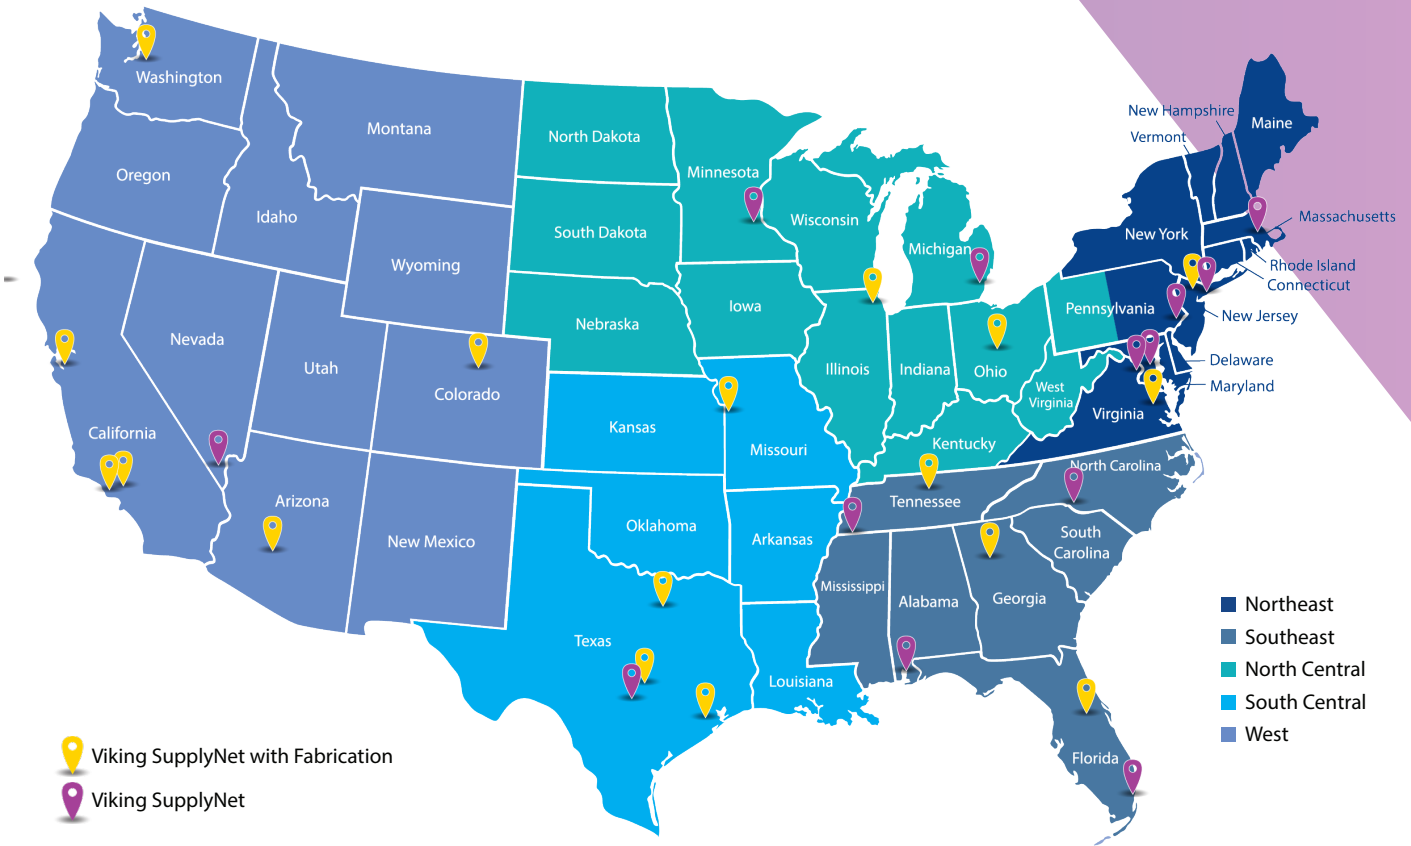 Washington
Montana
North Dakota
Minnesota
New Hampshire
Maine
Vermont
Oregon
Idaho
Wyoming
South Dakota
Wisconsin
Michigan
New York
Massachusetts
Rhode Island
Connecticut
Nevada
Utah
Colorado
Nebraska
Iowa
Illinois
Indiana
Ohio
Pennsylvania
New Jersey
Delaware
Maryland
West
Virginia
Virginia
California
Arizona
New Mexico
Kansas
Missouri
Kentucky
North Carolina
Tennessee
Oklahoma
Arkansas
South
Carolina
Mississippi
Alabama
Georgia
Texas
Louisiana
Florida
Northeast
Southeast
North Central
South Central
West
Viking SupplyNet with Fabrication
Viking SupplyNet